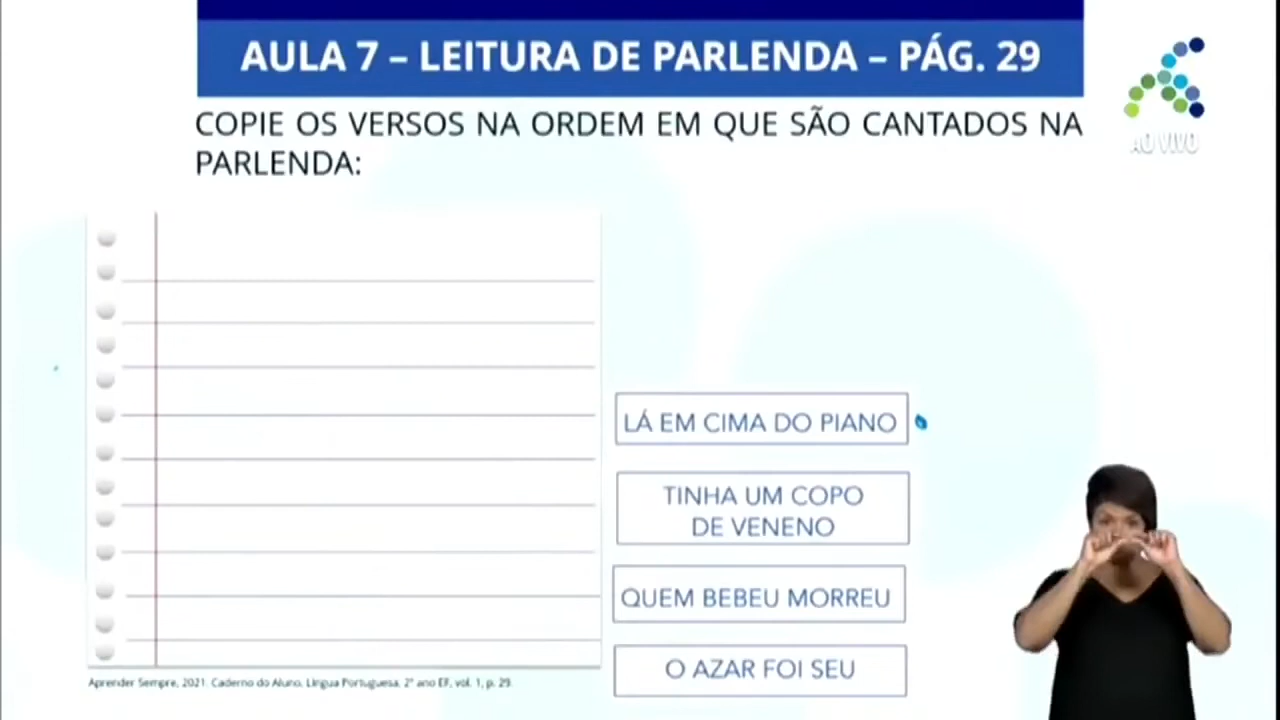 AULA 7 – LEITURA DE PARLENDA – PÁG. 29
AO VIVO
COPIE OS VERSOS NA ORDEM EM QUE SÃO CANTADOS NA
PARLENDA:
LÁ EM CIMA DO PIANO
TINHA UM COPO
DE VENENO
QUEM BEBEU MORREU
O AZAR FOI SEU
Aprender Sempre, 2021. Caderno do Aluno, Língua Portuguesa, 2º ano EF, vol. 1, p. 29.